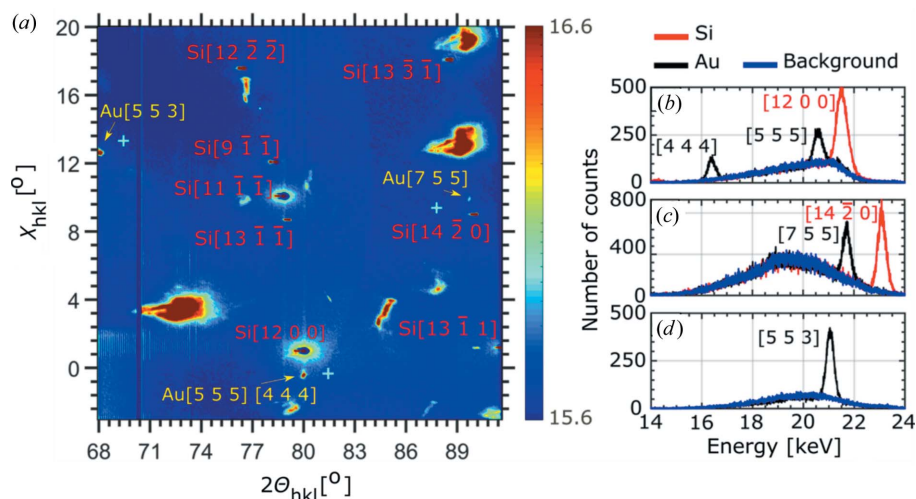 (a)
20
16
12
8
4
0
68 71 74 77 80 83 86 89
2Θhkl[°]
Χhkl[°]
Si[12 2̄ 2̄]
Si[13 3̄ 1̄]
Au[5 5 3]
Si[9 1̄ 1̄]
Si[11 1̄ 1̄]
Au[7 5 5]
Si[13 1̄ 1̄]
Si[14 2̄ 0]
Si[12 0 0]
Si[13 1̄ 1]
Au[5 5 5] [4 4 4]
16.6
15.6
Si
Au Background
500
250
0
(b)
[12 0 0]
[4 4 4]
[5 5 5]
800
400
0
(c)
[14 2̄ 0]
[7 5 5]
500
250
0
(d)
[5 5 3]
14 16 18 20 22 24
Energy [keV]
Number of counts